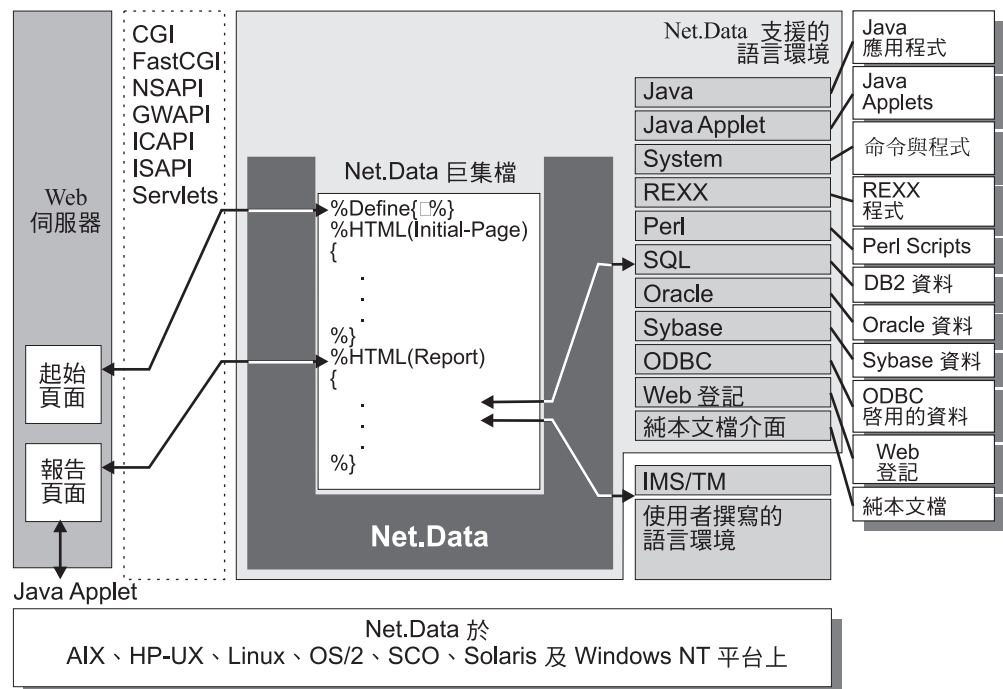 Web
伺服器
起始
頁面
報告
頁面
Java Applet
CGI
FastCGI
NSAPI
GWAPI
ICAPI
ISAPI
Servlets
Net.Data 巨集檔
%Define{□%}
%HTML(Initial-Page)
{
.
.
.
%}
%HTML(Report)
{
.
.
.
%}
Net.Data
Net.Data 支援的
語言環境
Java
Java Applet
System
REXX
Perl
SQL
Oracle
Sybase
ODBC
Web 登記
純本文檔介面
IMS/TM
使用者撰寫的
語言環境
Java
應用程式
Java
Applets
命令與程式
REXX
程式
Perl Scripts
DB2 資料
Oracle 資料
Sybase 資料
ODBC
啓用的資料
Web
登記
純本文檔
Net.Data 於
AIX、HP-UX、Linux、OS/2、SCO、Solaris 及 Windows NT 平台上